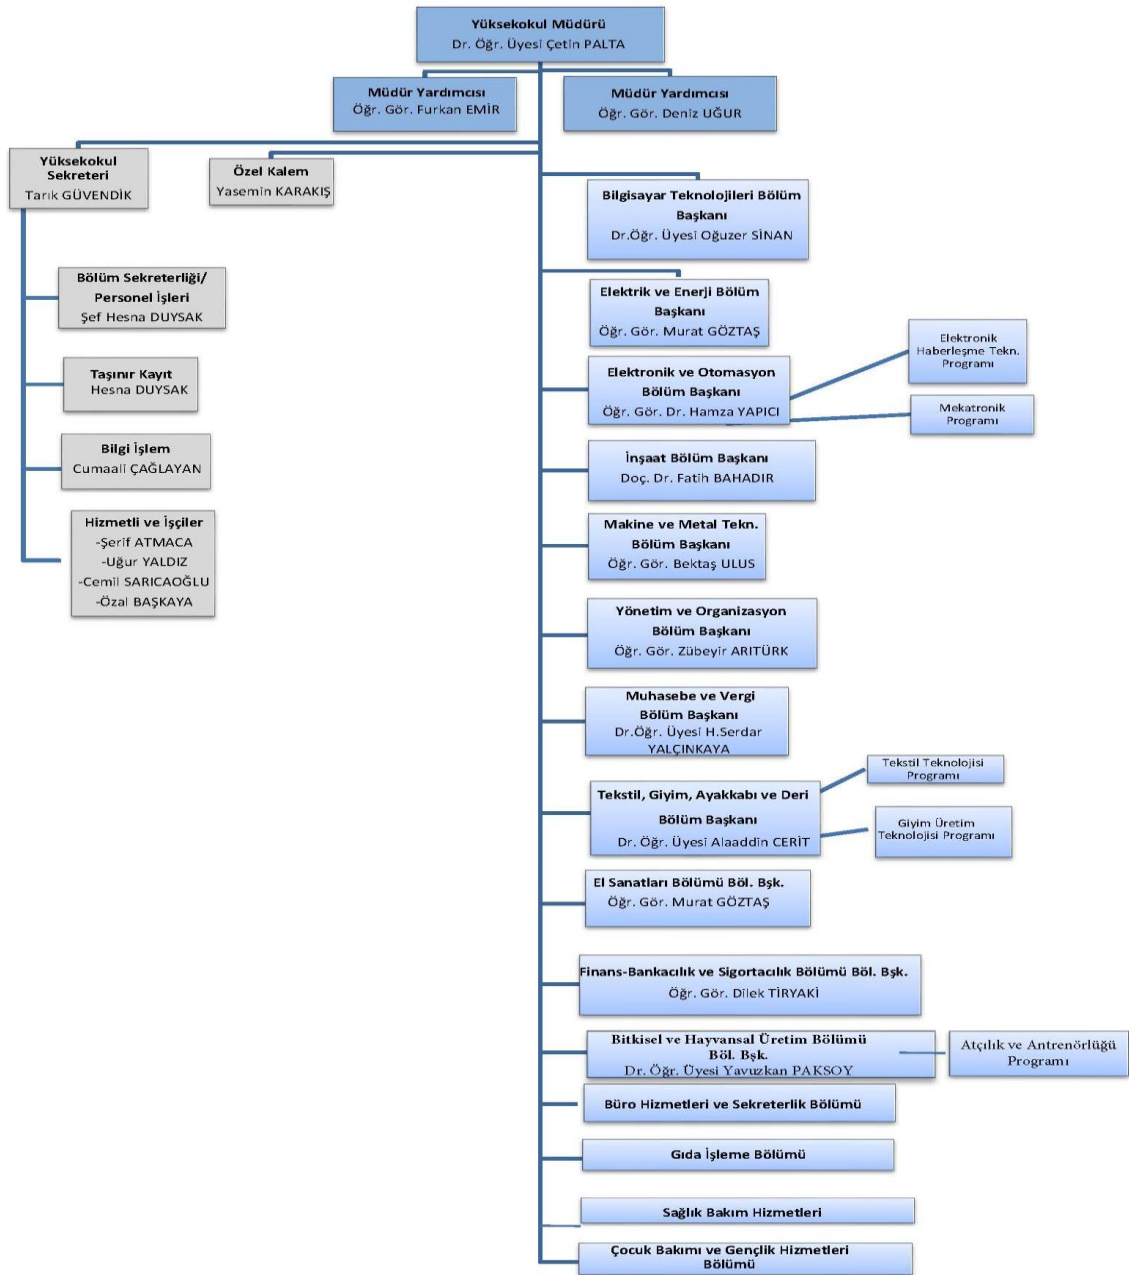 Yüksekokul Müdürü
Dr. Öğr. Üyesi Çetin PALTA
Müdür Yardımcısı
Öğr. Gör. Furkan EMİR
Müdür Yardımcısı
Öğr. Gör. Deniz UĞUR
Yüksekokul
Sekreteri
Tarık GÜVENDİK
Özel Kalem
Yasemin KARAKIŞ
Bölüm Sekreterliği/
Personel İşleri
Şef Hesna DUYSAK
Taşınır Kayıt
Hesna DUYSAK
Bilgi İşlem
Cumaali ÇAĞLAYAN
Hizmetli ve İşçiler
-Şerif ATMACA
-Uğur YALDIZ
-Cemil SARICAOĞLU
-Özal BAŞKAYA
Bilgisayar Teknolojileri Bölüm
Başkanı
Dr.Öğr. Üyesi Oğuzer SİNAN
Elektrik ve Enerji Bölüm
Başkanı
Öğr. Gör. Murat GÖZTAŞ
Elektronik ve Otomasyon
Bölüm Başkanı
Öğr. Gör. Dr. Hamza YAPICI
Elektronik
Haberleşme Tekn.
Programı
Mekatronik
Programı
İnşaat Bölüm Başkanı
Doç. Dr. Fatih BAHADIR
Makine ve Metal Tekn.
Bölüm Başkanı
Öğr. Gör. Bektaş ULUS
Yönetim ve Organizasyon
Bölüm Başkanı
Öğr. Gör. Zübeyir ARITÜRK
Muhasebe ve Vergi
Bölüm Başkanı
Dr.Öğr. Üyesi H.Serdar
YALÇINKAYA
Tekstil, Giyim, Ayakkabı ve Deri
Bölüm Başkanı
Dr. Öğr. Üyesi Alaaddin CERİT
Tekstil Teknolojisi
Programı
Giyim Üretim
Teknolojisi Programı
El Sanatları Bölümü Böl. Bşk.
Öğr. Gör. Murat GÖZTAŞ
Finans-Bankacılık ve Sigortacılık Bölümü Böl. Bşk.
Öğr. Gör. Dilek TİRYAKİ
Bitkisel ve Hayvansal Üretim Bölümü
Böl. Bşk.
Dr. Öğr. Üyesi Yavuzkan PAKSOY
Atçılık ve Antrenörlüğü
Programı
Büro Hizmetleri ve Sekreterlik Bölümü
Gıda İşleme Bölümü
Sağlık Bakım Hizmetleri
Çocuk Bakımı ve Gençlik Hizmetleri
Bölümü